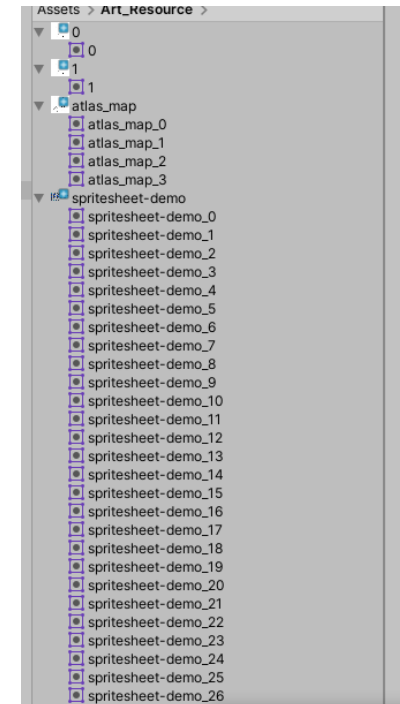 Assets > Art_Resource >
0
0
1
1
atlas_map
atlas_map_0
atlas_map_1
atlas_map_2
atlas_map_3
spritesheet-demo
spritesheet-demo_0
spritesheet-demo_1
spritesheet-demo_2
spritesheet-demo_3
spritesheet-demo_4
spritesheet-demo_5
spritesheet-demo_6
spritesheet-demo_7
spritesheet-demo_8
spritesheet-demo_9
spritesheet-demo_10
spritesheet-demo_11
spritesheet-demo_12
spritesheet-demo_13
spritesheet-demo_14
spritesheet-demo_15
spritesheet-demo_16
spritesheet-demo_17
spritesheet-demo_18
spritesheet-demo_19
spritesheet-demo_20
spritesheet-demo_21
spritesheet-demo_22
spritesheet-demo_23
spritesheet-demo_24
spritesheet-demo_25
spritesheet-demo_26